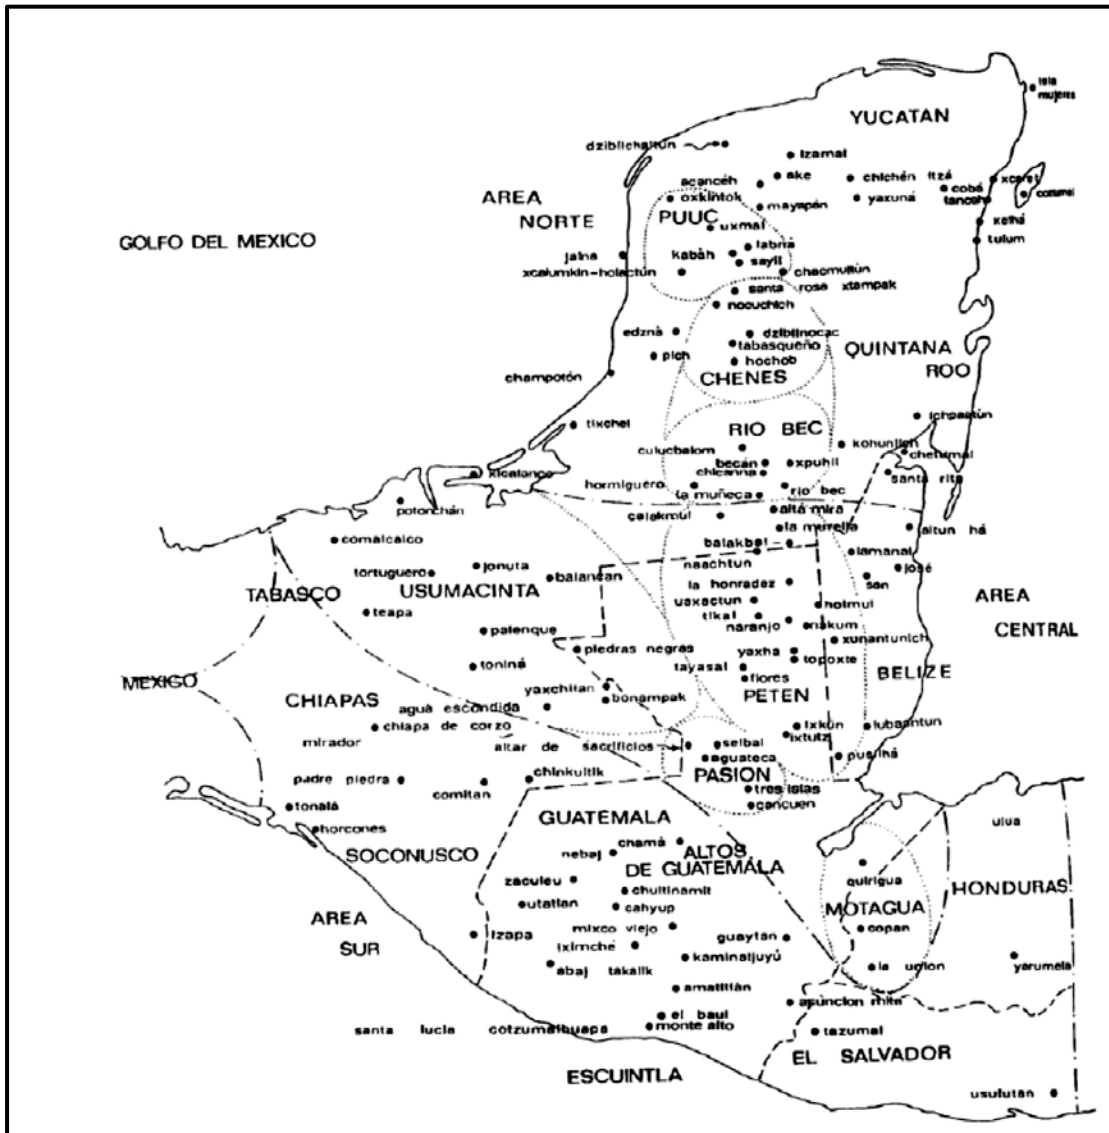 isla
mujeres
YUCATAN
dziblichaltún
izamal
acancéh
ake
chichén itzá
xcaret
oxkintok
cobá
tanceh
cozumel
AREA
NORTE
PUUC
mayapán
yaxuná
uxmal
xelhá
GOLFO DEL MEXICO
labná
tulum
jaina
kabáh
sayil
xcalumkin-holactún
chacmultún
santa rosa xtampak
nocuchich
edzná
dzibilnocac
tabasqueño
QUINTANA
ROO
pich
hochob
champotón
CHENES
ichpaatún
tixchel
RIO BEC
culucbalom
kohunlich
chetumal
becán
xpuhil
chicanna
xicalanco
santa rita
hormiguero
rio bec
la muñeca
potonchán
calakmul
altá mira
la muralla
altun há
comalcalco
balakbal
naachtun
lamanai
jonuta
josé
tortuguero
balancan
san
TABASCO
USUMACINTA
la honradez
AREA
CENTRAL
uaxactun
holmul
teapa
tikal
naranjo
nakum
palenque
xunantunich
piedras negras
yaxha
topoxte
toniná
tayasal
flores
BELIZE
MEXICO
yaxchilan
CHIAPAS
bonampak
PETEN
aguà escondida
chiapa de corzo
ixkún
lubaantun
ixtutz
mirador
altar de sacrificios
seibal
aguateca
pusilhá
PASION
padre piedra
chinkultik
comitan
tres islas
cancuen
tonalá
GUATEMALA
horcones
ulua
chamá
ALTOS
DE GUATEMALA
SOCONUSCO
nebaj
zaculeu
quirigua
HONDURAS
chuitinamit
utatlan
cahyup
MOTAGUA
AREA
SUR
mixco viejo
copan
izapa
guaytán
iximché
kaminaljuyú
yarumela
abaj takalik
la union
amatitlán
asuncion mita
el baul
santa lucia cotzumalhuapa
monte alto
tazumal
EL SALVADOR
ESCUINTLA
usulutan